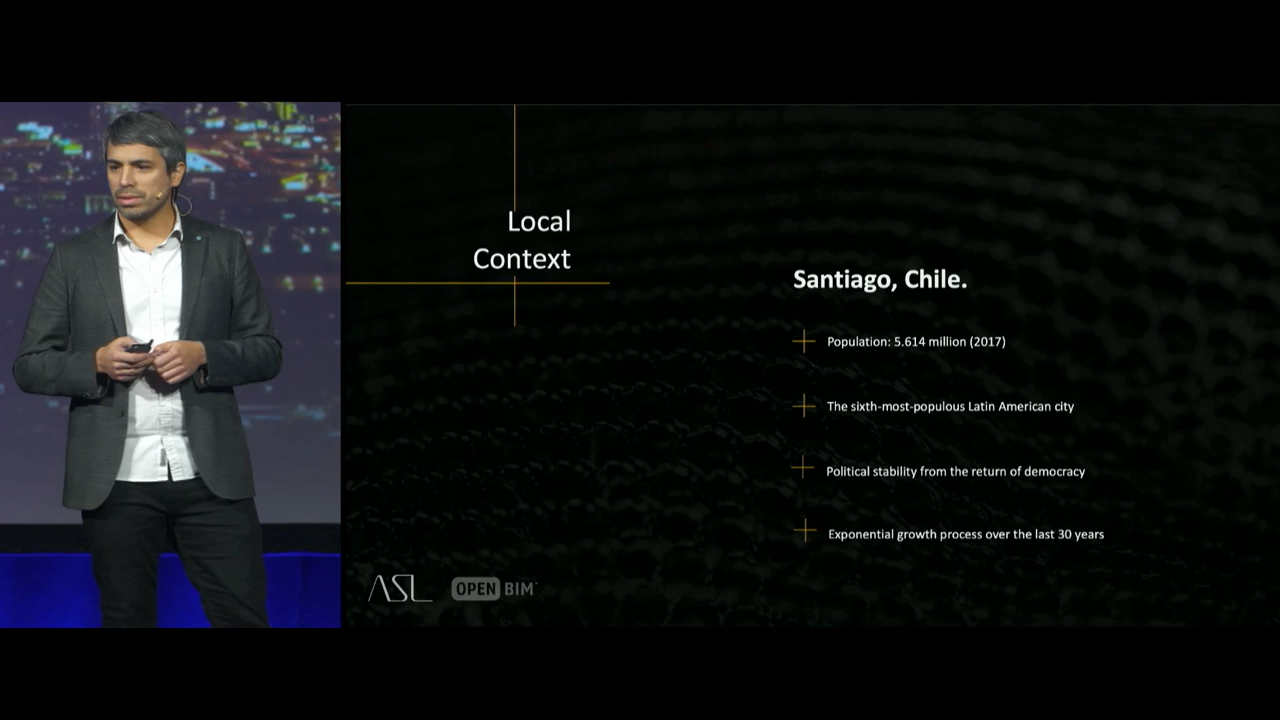 Local
Context
Santiago, Chile.
Population: 5.614 million (2017)
The sixth-most-populous Latin American city
Political stability from the return of democracy
Exponential growth process over the last 30 years
ASL
OPEN BIM